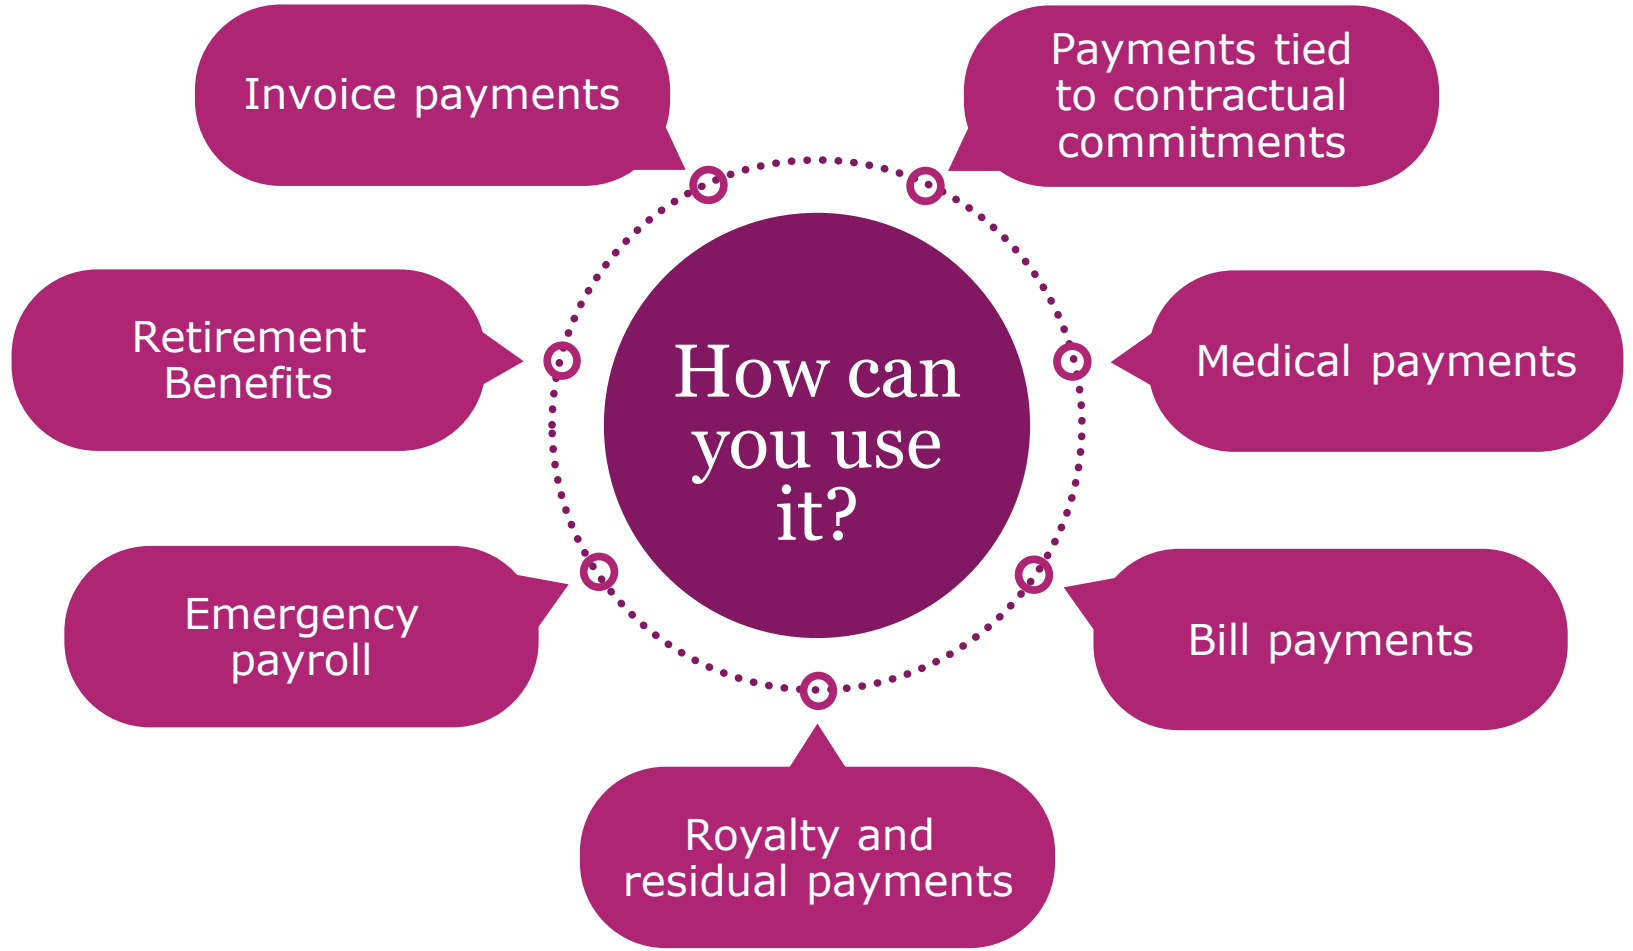 Invoice payments
Payments tied
to contractual
commitments
Retirement
Benefits
How can
you use
it?
Medical payments
Emergency
payroll
Bill payments
Royalty and
residual payments